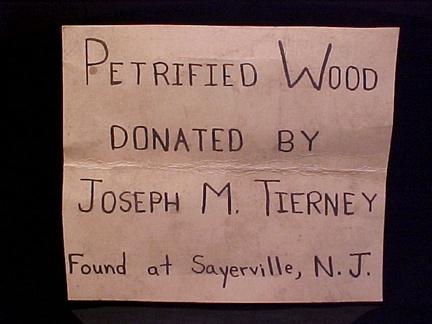 PETRIFIED WOOD
DONATED BY
JOSEPH M. TIERNEY
Found at Sayerville, N.J.